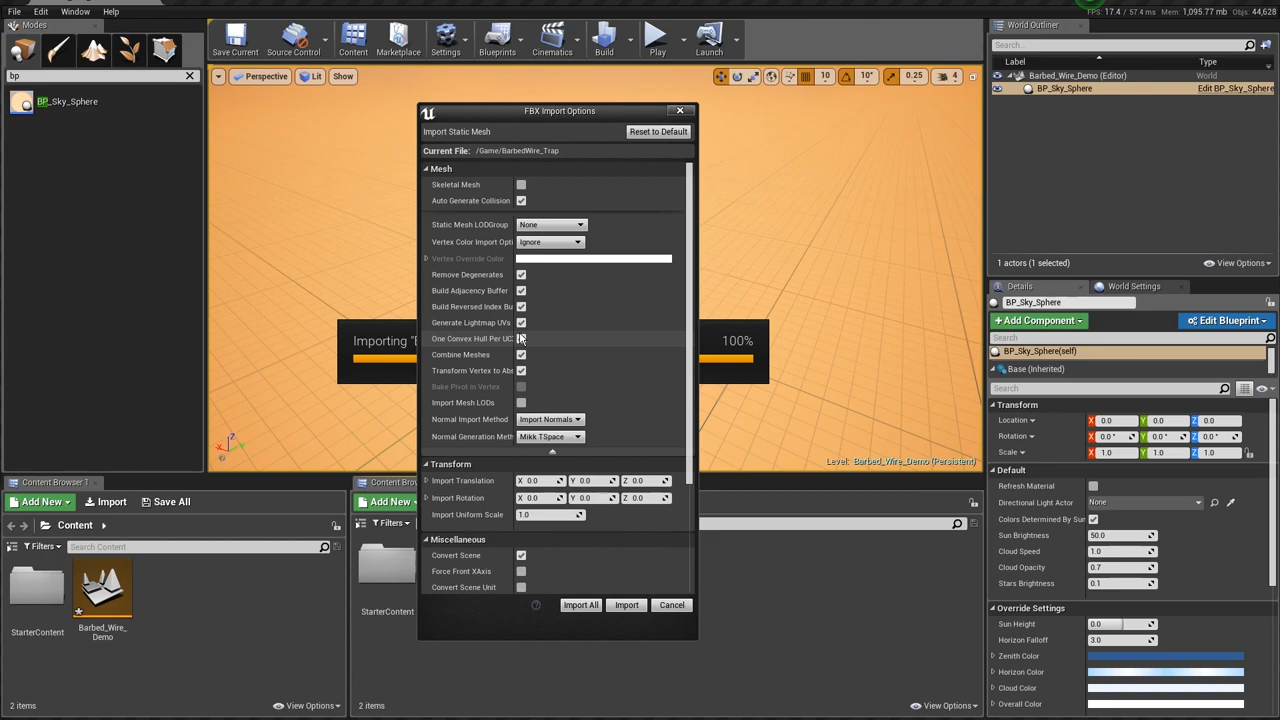 File Edit Window Help
FPS: 17.4 / 57.4 ms Mem: 1,095.77 mb Objs: 44,628
Modes
World Outliner
Save Current Source Control Content Marketplace Settings Blueprints Cinematics Build Play Launch
Search...
Label Type
bp
Perspective Lit Show
10 10° 0.25 4
Barbed_Wire_Demo (Editor) World
BP_Sky_Sphere Edit BP_Sky_Sphere
BP_Sky_Sphere
FBX Import Options
Import Static Mesh Reset to Default
Current File: /Game/BarbedWire_Trap
Mesh
Skeletal Mesh
Auto Generate Collision
Static Mesh LODGroup None
Vertex Color Import Opti Ignore
Vertex Override Color
Remove Degenerates
Build Adjacency Buffer
Build Reversed Index Bu
Generate Lightmap UVs
One Convex Hull Per UC
Combine Meshes
Transform Vertex to Abs
Bake Pivot in Vertex
Import Mesh LODs
Normal Import Method Import Normals
Normal Generation Meth Mikk TSpace
Transform
Import Translation X 0.0 Y 0.0 Z 0.0
Import Rotation X 0.0 Y 0.0 Z 0.0
Import Uniform Scale 1.0
Miscellaneous
Convert Scene
Force Front XAxis
Convert Scene Unit
Import All Import Cancel
100%
Level: Barbed_Wire_Demo (Persistent)
1 actors (1 selected) View Options
Details World Settings
BP_Sky_Sphere
+ Add Component Edit Blueprint
Search
BP_Sky_Sphere(self)
Base (Inherited)
Search
Transform
Location X 0.0 Y 0.0 Z 0.0
Rotation X 0.0 ° Y 0.0 ° Z 0.0 °
Scale X 1.0 Y 1.0 Z 1.0
Default
Refresh Material
Directional Light Actor None
Colors Determined By Sun
Sun Brightness 50.0
Cloud Speed 1.0
Cloud Opacity 0.7
Stars Brightness 0.1
Override Settings
Sun Height 0.0
Horizon Falloff 3.0
Zenith Color
Horizon Color
Cloud Color
Overall Color
Content Browser 1
Add New Import Save All
Content
Filters Search Content
StarterContent
Barbed_Wire_
Demo
2 items View Options
Add New
Filters
StarterContent
2 items View Options